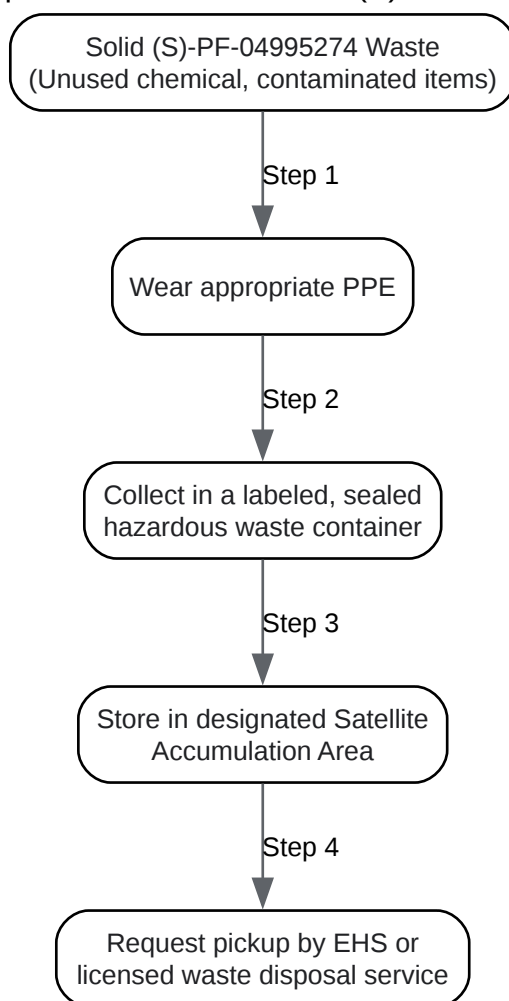 Solid (S)-PF-04995274 Waste
(Unused chemical, contaminated items)
Step 1
Wear appropriate PPE
Step 2
Collect in a labeled, sealed
hazardous waste container
Step 3
Store in designated Satellite
Accumulation Area
Step 4
Request pickup by EHS or
licensed waste disposal service